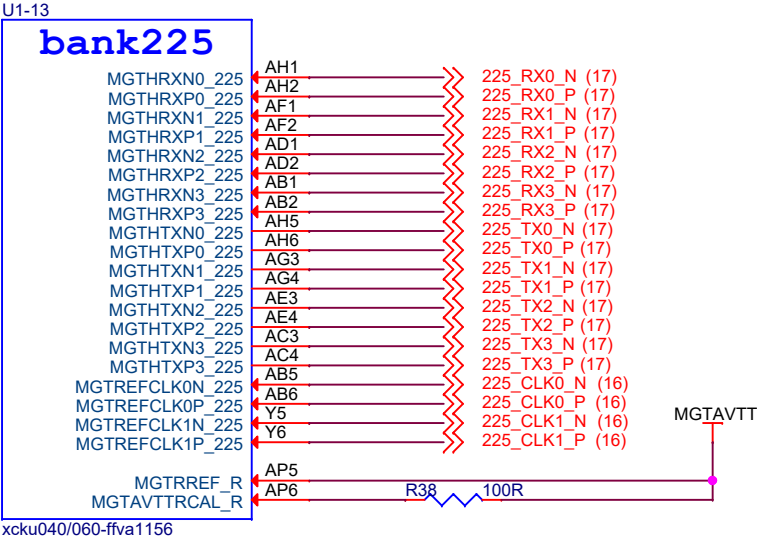 U1-13
bank225
MGTHRXN0_225 AH1 225_RX0_N (17)
MGTHRXP0_225 AH2 225_RX0_P (17)
MGTHRXN1_225 AF1 225_RX1_N (17)
MGTHRXP1_225 AF2 225_RX1_P (17)
MGTHRXN2_225 AD1 225_RX2_N (17)
MGTHRXP2_225 AD2 225_RX2_P (17)
MGTHRXN3_225 AB1 225_RX3_N (17)
MGTHRXP3_225 AB2 225_RX3_P (17)
MGTHTXN0_225 AH5 225_TX0_N (17)
MGTHTXP0_225 AH6 225_TX0_P (17)
MGTHTXN1_225 AG3 225_TX1_N (17)
MGTHTXP1_225 AG4 225_TX1_P (17)
MGTHTXN2_225 AE3 225_TX2_N (17)
MGTHTXP2_225 AE4 225_TX2_P (17)
MGTHTXN3_225 AC3 225_TX3_N (17)
MGTHTXP3_225 AC4 225_TX3_P (17)
MGTREFCLK0N_225 AB5 225_CLK0_N (16)
MGTREFCLK0P_225 AB6 225_CLK0_P (16)
MGTREFCLK1N_225 Y5 225_CLK1_N (16)
MGTREFCLK1P_225 Y6 225_CLK1_P (16)
MGTAVTT
MGTRREF_R AP5
MGTAVTTRCAL_R AP6 R38 100R
xcku040/060-ffva1156